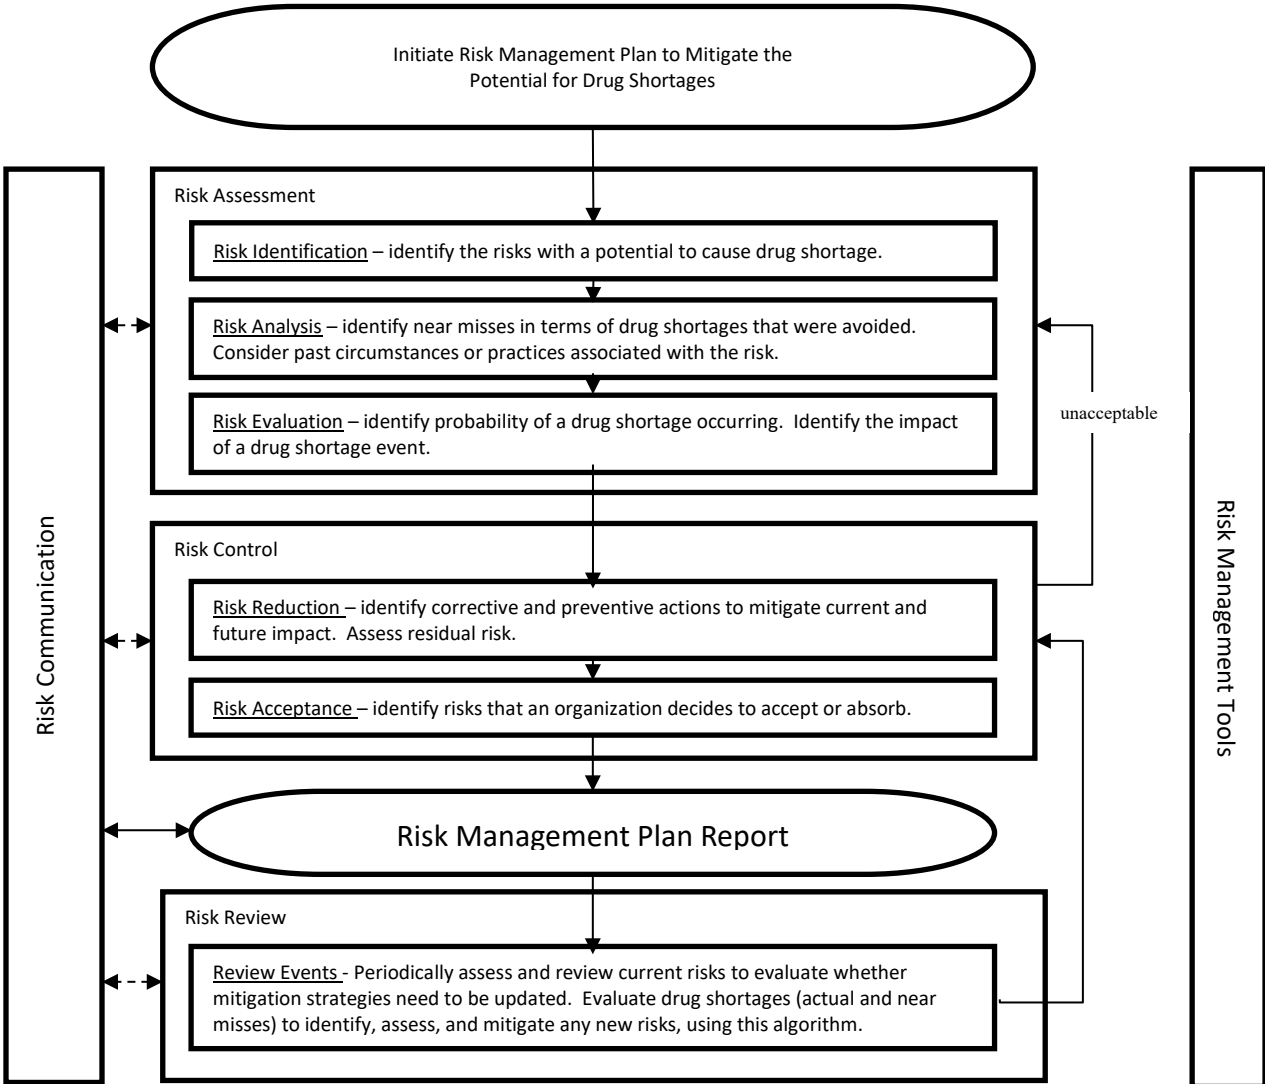 Initiate Risk Management Plan to Mitigate the
Potential for Drug Shortages
Risk Assessment
Risk Identification – identify the risks with a potential to cause drug shortage.
Risk Analysis – identify near misses in terms of drug shortages that were avoided.
Consider past circumstances or practices associated with the risk.
Risk Evaluation – identify probability of a drug shortage occurring.  Identify the impact
of a drug shortage event.
unacceptable
Risk Communication
Risk Management Tools
Risk Control
Risk Reduction – identify corrective and preventive actions to mitigate current and
future impact.  Assess residual risk.
Risk Acceptance – identify risks that an organization decides to accept or absorb.
Risk Management Plan Report
Risk Review
Review Events - Periodically assess and review current risks to evaluate whether
mitigation strategies need to be updated.  Evaluate drug shortages (actual and near
misses) to identify, assess, and mitigate any new risks, using this algorithm.